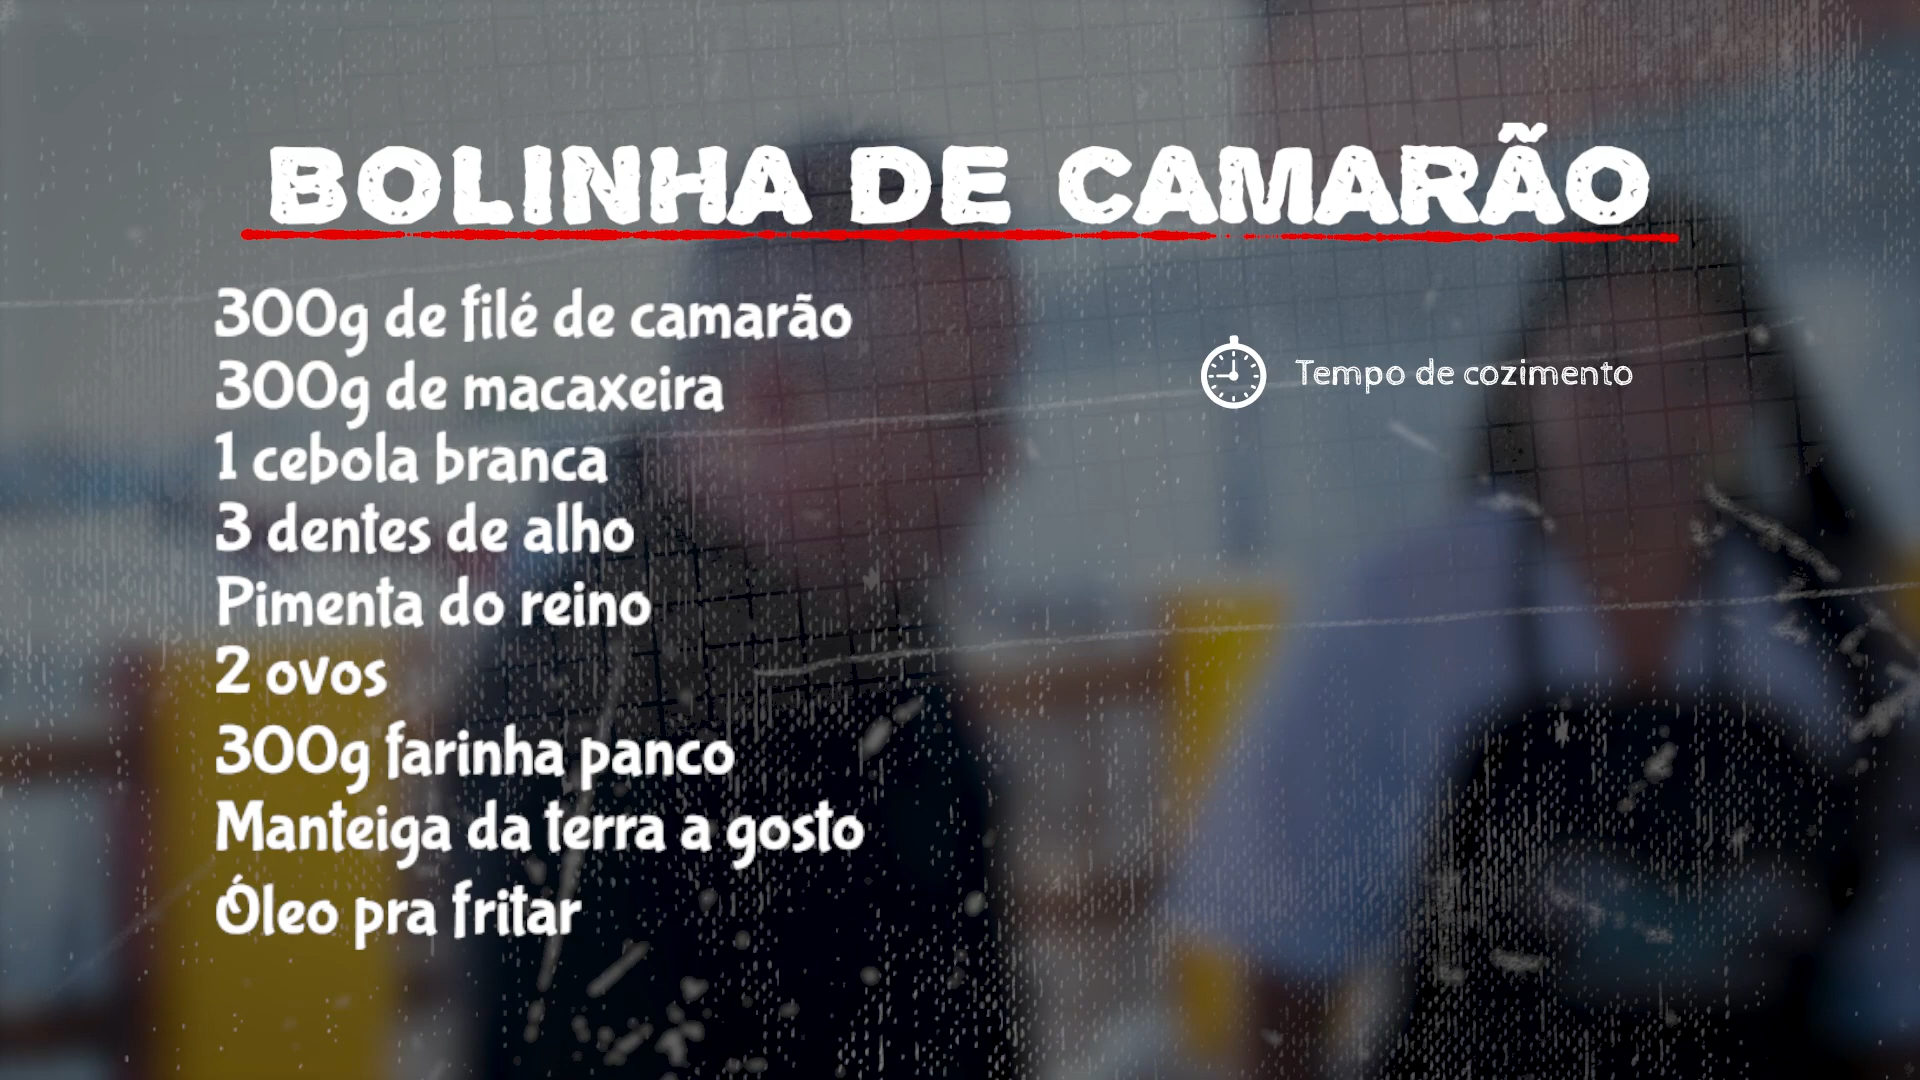 BOLINHA DE CAMARÃO
300g de filé de camarão
300g de macaxeira
1 cebola branca
3 dentes de alho
Pimenta do reino
2 ovos
300g farinha panco
Manteiga da terra a gosto
Óleo pra fritar
Tempo de cozimento